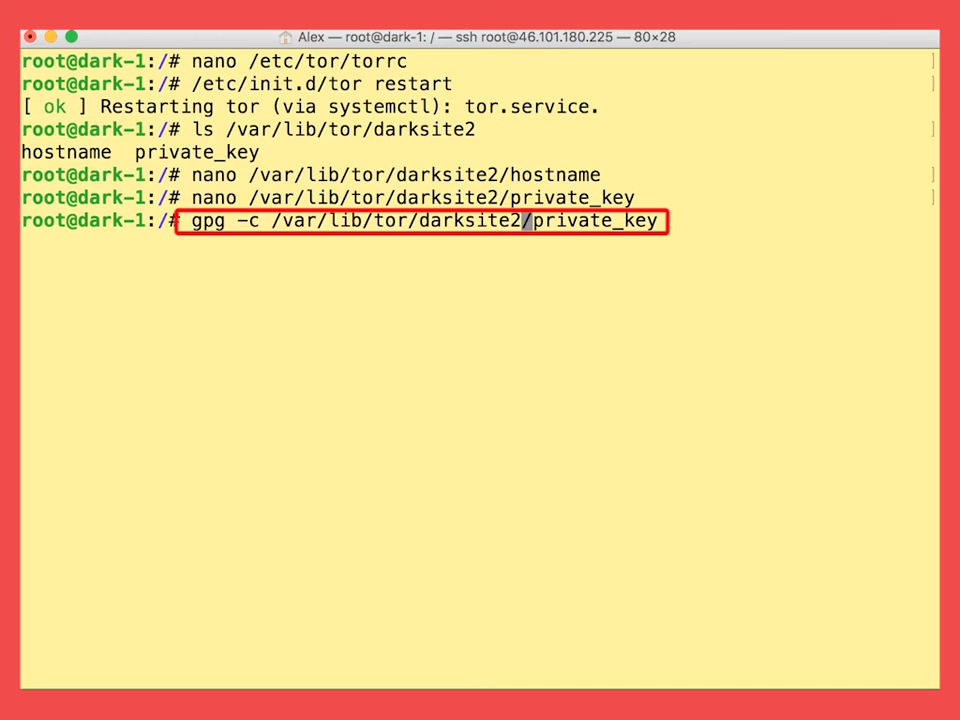 Alex — root@dark-1: / — ssh root@46.101.180.225 — 80×28
root@dark-1:/# nano /etc/tor/torrc
root@dark-1:/# /etc/init.d/tor restart
[ ok ] Restarting tor (via systemctl): tor.service.
root@dark-1:/# ls /var/lib/tor/darksite2
hostname  private_key
root@dark-1:/# nano /var/lib/tor/darksite2/hostname
root@dark-1:/# nano /var/lib/tor/darksite2/private_key
root@dark-1:/# gpg -c /var/lib/tor/darksite2/private_key